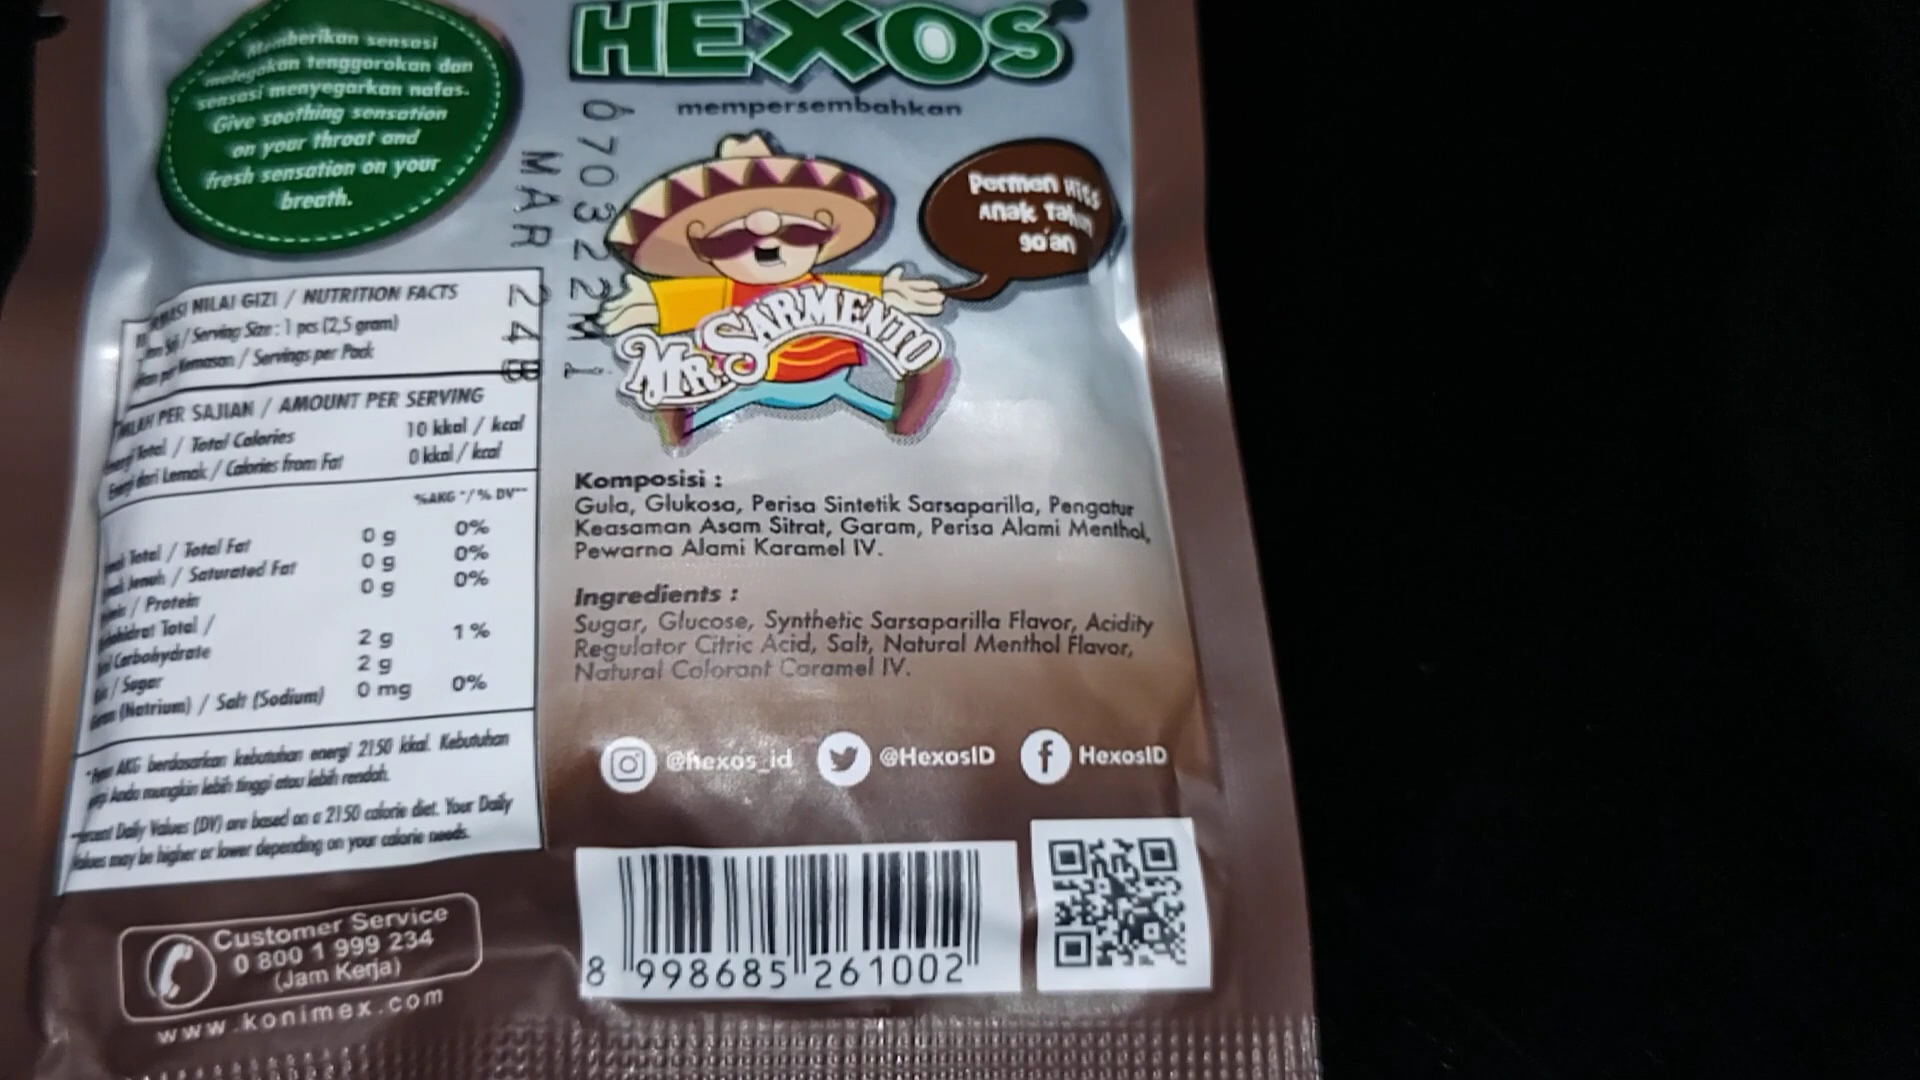 Memberikan sensasi
melegakan tenggorokan dan
sensasi menyegarkan nafas.
Give soothing sensation
on your throat and
fresh sensation on your
breath.
HEXOS
mempersembahkan
Permen Hits
Anak Tahun
90'an
MR. SARMENTO
070322M1
MAR 24B
NILAI GIZI / NUTRITION FACTS
/ Serving Size : 1 pcs (2,5 gram)
Kemasan / Servings per Pack
PER SAJIAN / AMOUNT PER SERVING
Total / Total Calories 10 kkal / kcal
dari Lemak / Calories from Fat 0 kkal / kcal
%AKG*/% DV**
Total / Total Fat 0 g 0%
Jenuh / Saturated Fat 0 g 0%
/ Protein 0 g 0%
Total /
Carbohydrate 2 g 1%
/ Sugar 2 g
(Natrium) / Salt (Sodium) 0 mg 0%
AKG berdasarkan kebutuhan energi 2150 kkal. Kebutuhan
Anda mungkin lebih tinggi atau lebih rendah.
Daily Values (DV) are based on a 2150 calorie diet. Your Daily
Values may be higher or lower depending on your calorie needs.
Komposisi :
Gula, Glukosa, Perisa Sintetik Sarsaparilla, Pengatur
Keasaman Asam Sitrat, Garam, Perisa Alami Menthol,
Pewarna Alami Karamel IV.
Ingredients :
Sugar, Glucose, Synthetic Sarsaparilla Flavor, Acidity
Regulator Citric Acid, Salt, Natural Menthol Flavor,
Natural Colorant Caramel IV.
@hexos_id @HexosID HexosID
Customer Service
0 800 1 999 234
(Jam Kerja)
www.konimex.com
8 998685 261002